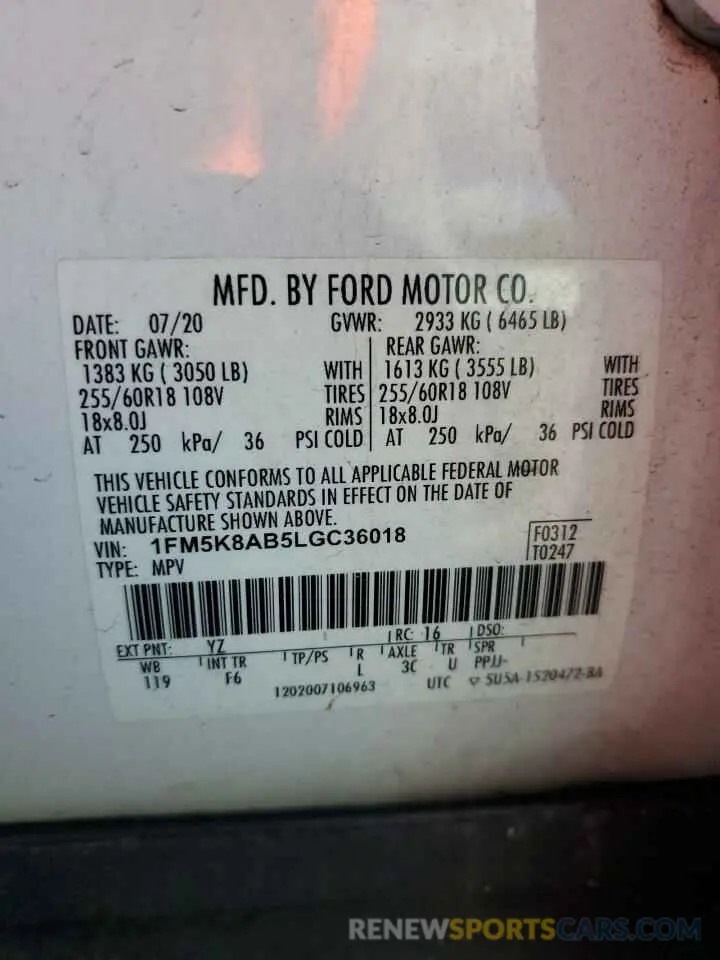 MFD. BY FORD MOTOR CO.
DATE: 07/20 GVWR: 2933 KG ( 6465 LB)
FRONT GAWR: REAR GAWR:
1383 KG ( 3050 LB) WITH 1613 KG ( 3555 LB) WITH
255/60R18 108V TIRES 255/60R18 108V TIRES
18x8.0J RIMS 18x8.0J RIMS
AT 250 kPa/ 36 PSI COLD AT 250 kPa/ 36 PSI COLD
THIS VEHICLE CONFORMS TO ALL APPLICABLE FEDERAL MOTOR
VEHICLE SAFETY STANDARDS IN EFFECT ON THE DATE OF
MANUFACTURE SHOWN ABOVE.
VIN: 1FM5K8AB5LGC36018 F0312
TYPE: MPV T0247
EXT PNT: YZ RC: 16 DSO:
WB INT TR TP/PS R AXLE TR SPR
119 F6 L 3C U PPJJ-
1202007106963 UTC 5U5A-1520472-BA
RENEWSPORTSCARS.COM